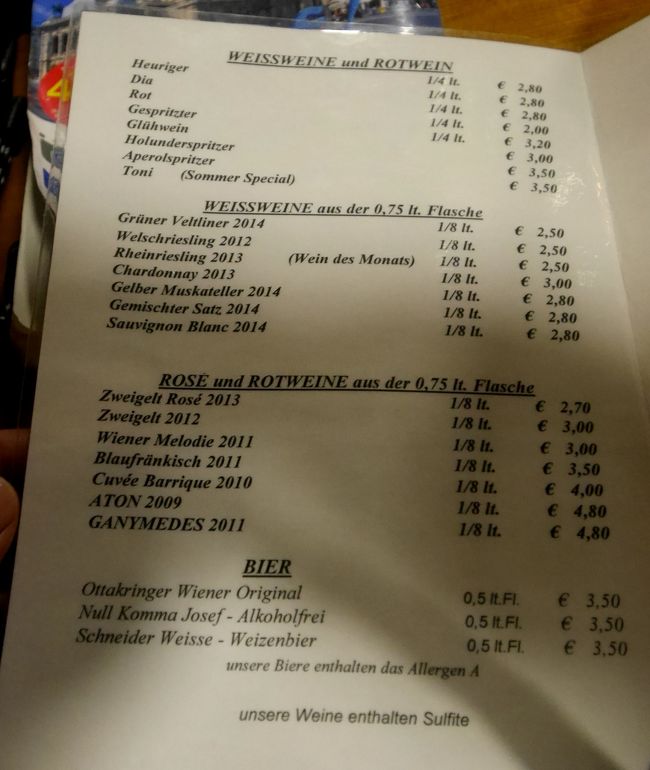 WEISSWEINE und ROTWEIN
Heuriger 1/4 lt. € 2,80
Dia 1/4 lt. € 2,80
Rot 1/4 lt. € 2,80
Gespritzter 1/4 lt. € 2,00
Glühwein 1/4 lt. € 3,20
Holunderspritzer € 3,00
Aperolspritzer € 3,50
Toni (Sommer Special) € 3,50
WEISSWEINE aus der 0,75 lt. Flasche
Grüner Veltliner 2014 1/8 lt. € 2,50
Welschriesling 2012 1/8 lt. € 2,50
Rheinriesling 2013 (Wein des Monats) 1/8 lt. € 2,50
Chardonnay 2013 1/8 lt. € 3,00
Gelber Muskateller 2014 1/8 lt. € 2,80
Gemischter Satz 2014 1/8 lt. € 2,80
Sauvignon Blanc 2014 1/8 lt. € 2,80
ROSÉ und ROTWEINE aus der 0,75 lt. Flasche
Zweigelt Rosé 2013 1/8 lt. € 2,70
Zweigelt 2012 1/8 lt. € 3,00
Wiener Melodie 2011 1/8 lt. € 3,00
Blaufränkisch 2011 1/8 lt. € 3,50
Cuvée Barrique 2010 1/8 lt. € 4,00
ATON 2009 1/8 lt. € 4,80
GANYMEDES 2011 1/8 lt. € 4,80
BIER
Ottakringer Wiener Original 0,5 lt.Fl. € 3,50
Null Komma Josef - Alkoholfrei 0,5 lt.Fl. € 3,50
Schneider Weisse - Weizenbier 0,5 lt.Fl. € 3,50
unsere Biere enthalten das Allergen A
unsere Weine enthalten Sulfite
4